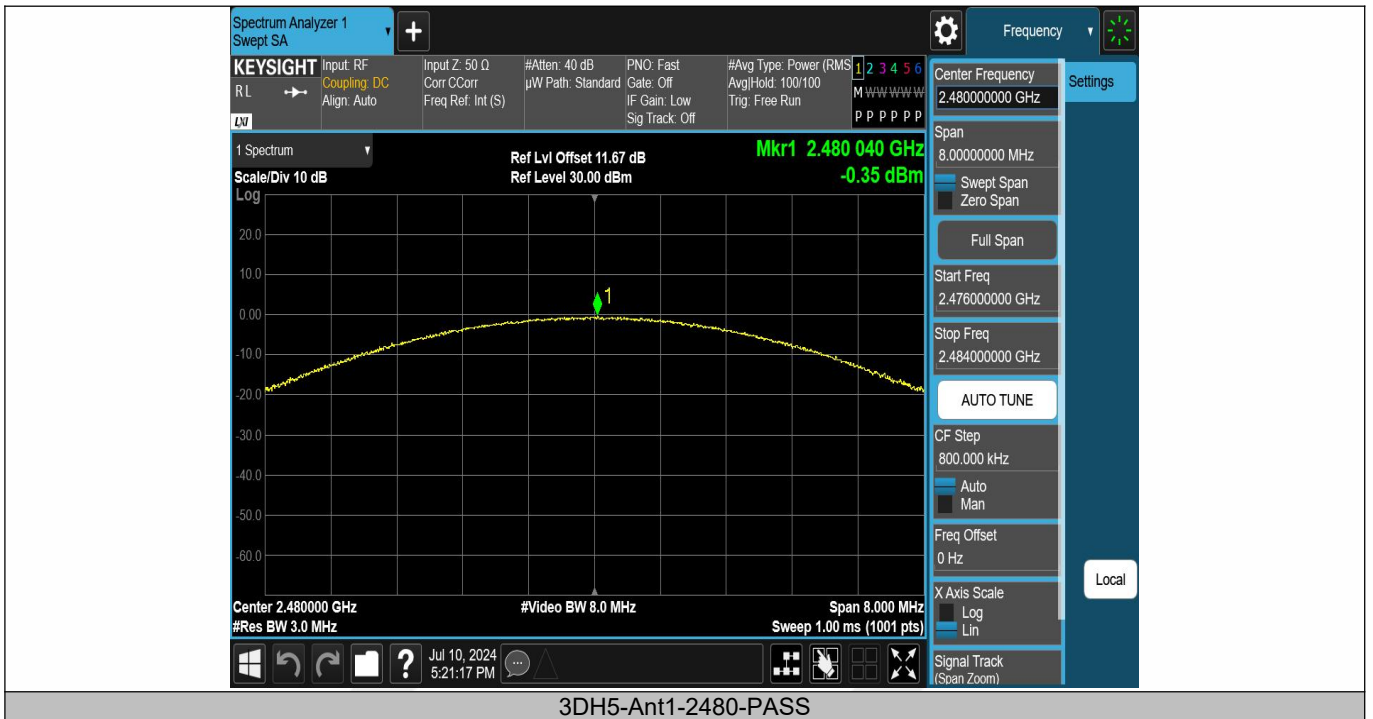 Spectrum Analyzer 1
Swept SA
+
Frequency
KEYSIGHT
RL
LXI
Input: RF
Coupling: DC
Align: Auto
Input Z: 50 Ω
Corr CCorr
Freq Ref: Int (S)
#Atten: 40 dB
µW Path: Standard
PNO: Fast
Gate: Off
IF Gain: Low
Sig Track: Off
#Avg Type: Power (RMS
Avg|Hold: 100/100
Trig: Free Run
1 2 3 4 5 6
M W W W W W
P P P P P P
1 Spectrum
Scale/Div 10 dB
Ref Lvl Offset 11.67 dB
Ref Level 30.00 dBm
Mkr1 2.480 040 GHz
-0.35 dBm
Log
20.0
10.0
0.00
-10.0
-20.0
-30.0
-40.0
-50.0
-60.0
1
Center 2.480000 GHz
#Res BW 3.0 MHz
#Video BW 8.0 MHz
Span 8.000 MHz
Sweep 1.00 ms (1001 pts)
?
Jul 10, 2024
5:21:17 PM
Center Frequency
2.480000000 GHz
Span
8.00000000 MHz
Swept Span
Zero Span
Full Span
Start Freq
2.476000000 GHz
Stop Freq
2.484000000 GHz
AUTO TUNE
CF Step
800.000 kHz
Auto
Man
Freq Offset
0 Hz
X Axis Scale
Log
Lin
Signal Track
(Span Zoom)
Settings
Local
3DH5-Ant1-2480-PASS